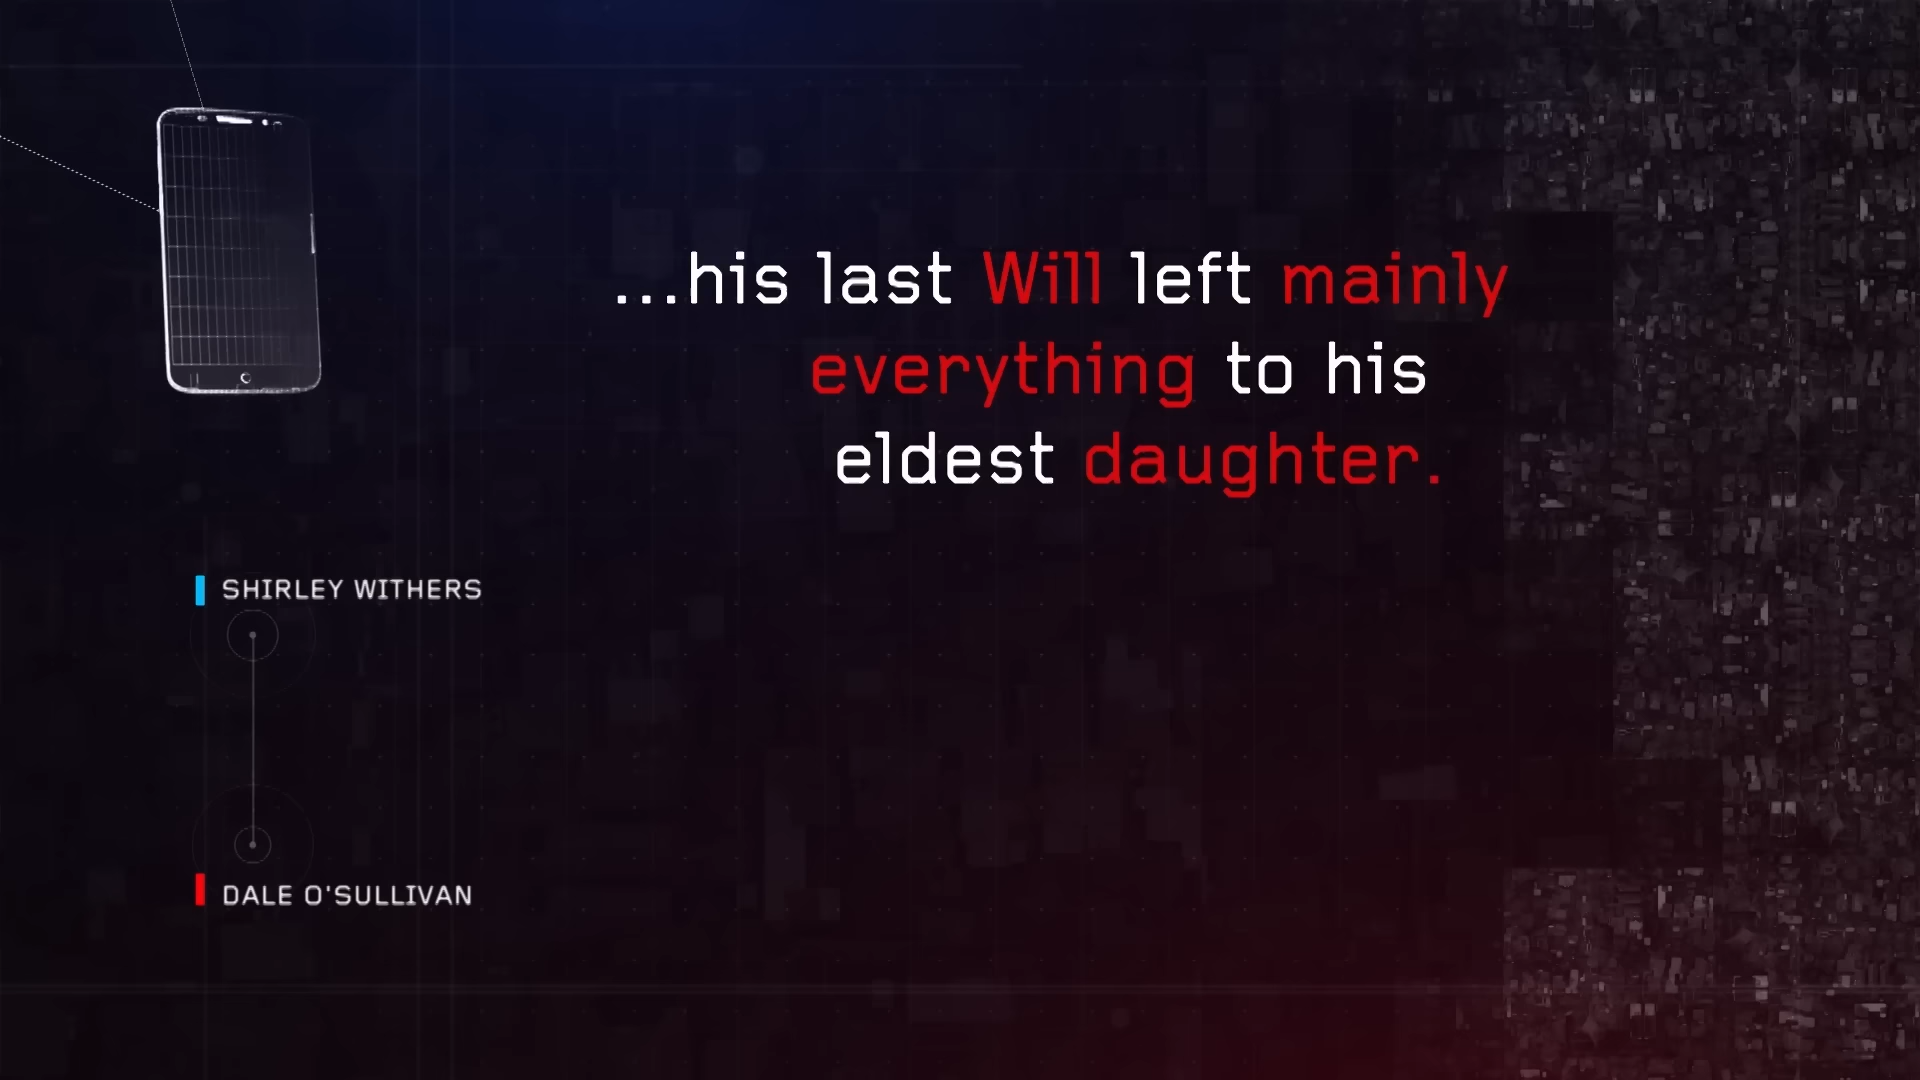 ...his last Will left mainly
everything to his
eldest daughter.
SHIRLEY WITHERS
DALE O'SULLIVAN